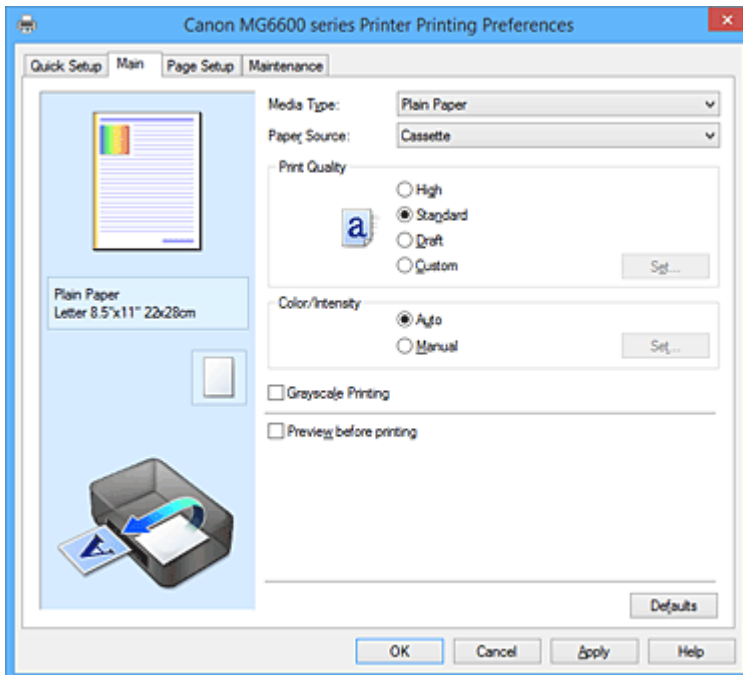 Canon MG6600 series Printer Printing Preferences
Quick Setup Main Page Setup Maintenance
Media Type: Plain Paper
Paper Source: Cassette
Print Quality
High
a Standard
Draft
Custom Set...
Plain Paper
Letter 8.5"x11" 22x28cm
Color/Intensity
Auto
Manual Set...
Grayscale Printing
Preview before printing
A
Defaults
OK Cancel Apply Help